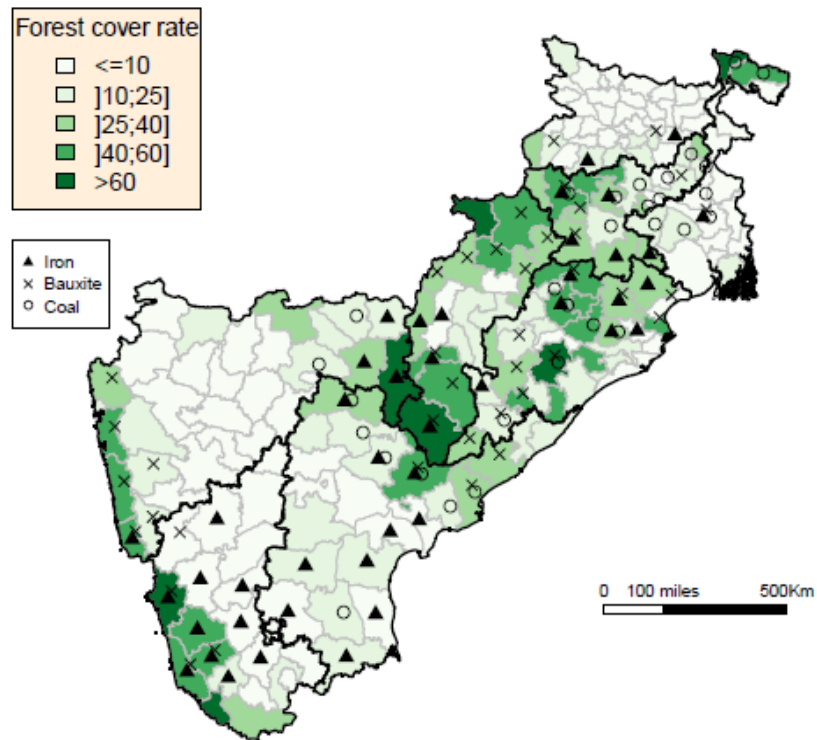 Forest cover rate
<=10
]10;25]
]25;40]
]40;60]
>60
Iron
Bauxite
Coal
0 100 miles 500Km